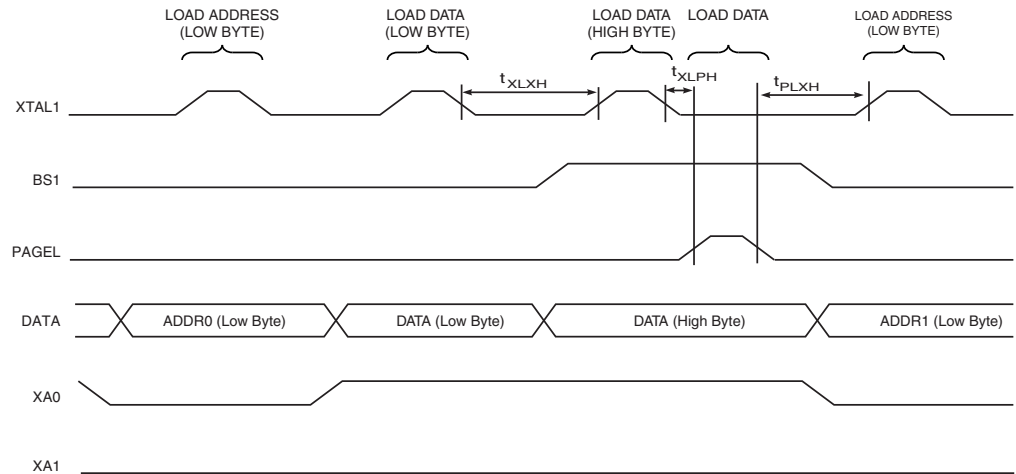 LOAD ADDRESS
(LOW BYTE)
LOAD DATA
(LOW BYTE)
LOAD DATA
(HIGH BYTE)
LOAD DATA
LOAD ADDRESS
(LOW BYTE)
XTAL1
tXLXH
tXLPH
tPLXH
BS1
PAGEL
DATA
ADDR0 (Low Byte)
DATA (Low Byte)
DATA (High Byte)
ADDR1 (Low Byte)
XA0
XA1